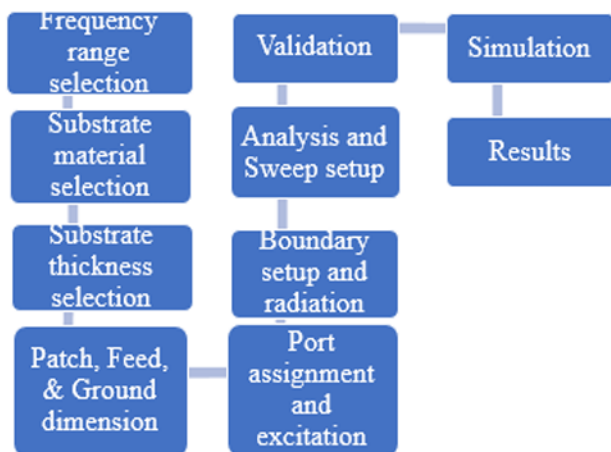 Frequency
range
selection
Substrate
material
selection
Substrate
thickness
selection
Patch, Feed,
& Ground
dimension
Port
assignment
and
excitation
Boundary
setup and
radiation
Analysis and
Sweep setup
Validation
Simulation
Results